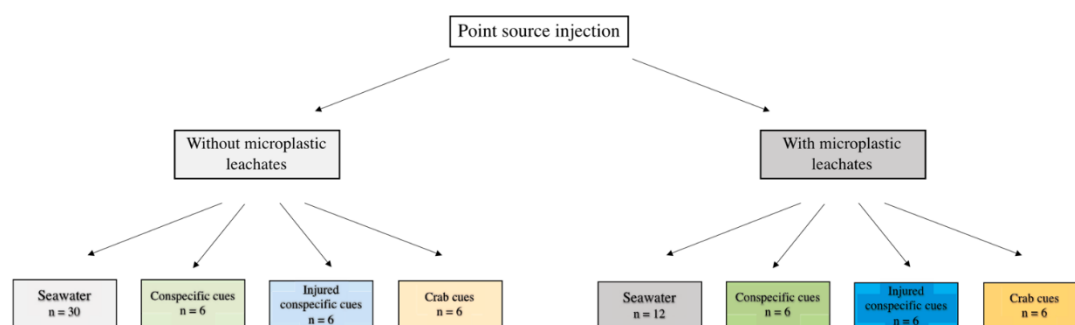 Point source injection
Without microplastic
leachates
With microplastic
leachates
Seawater
n = 30
Conspecific cues
n = 6
Injured
conspecific cues
n = 6
Crab cues
n = 6
Seawater
n = 12
Conspecific cues
n = 6
Injured
conspecific cues
n = 6
Crab cues
n = 6